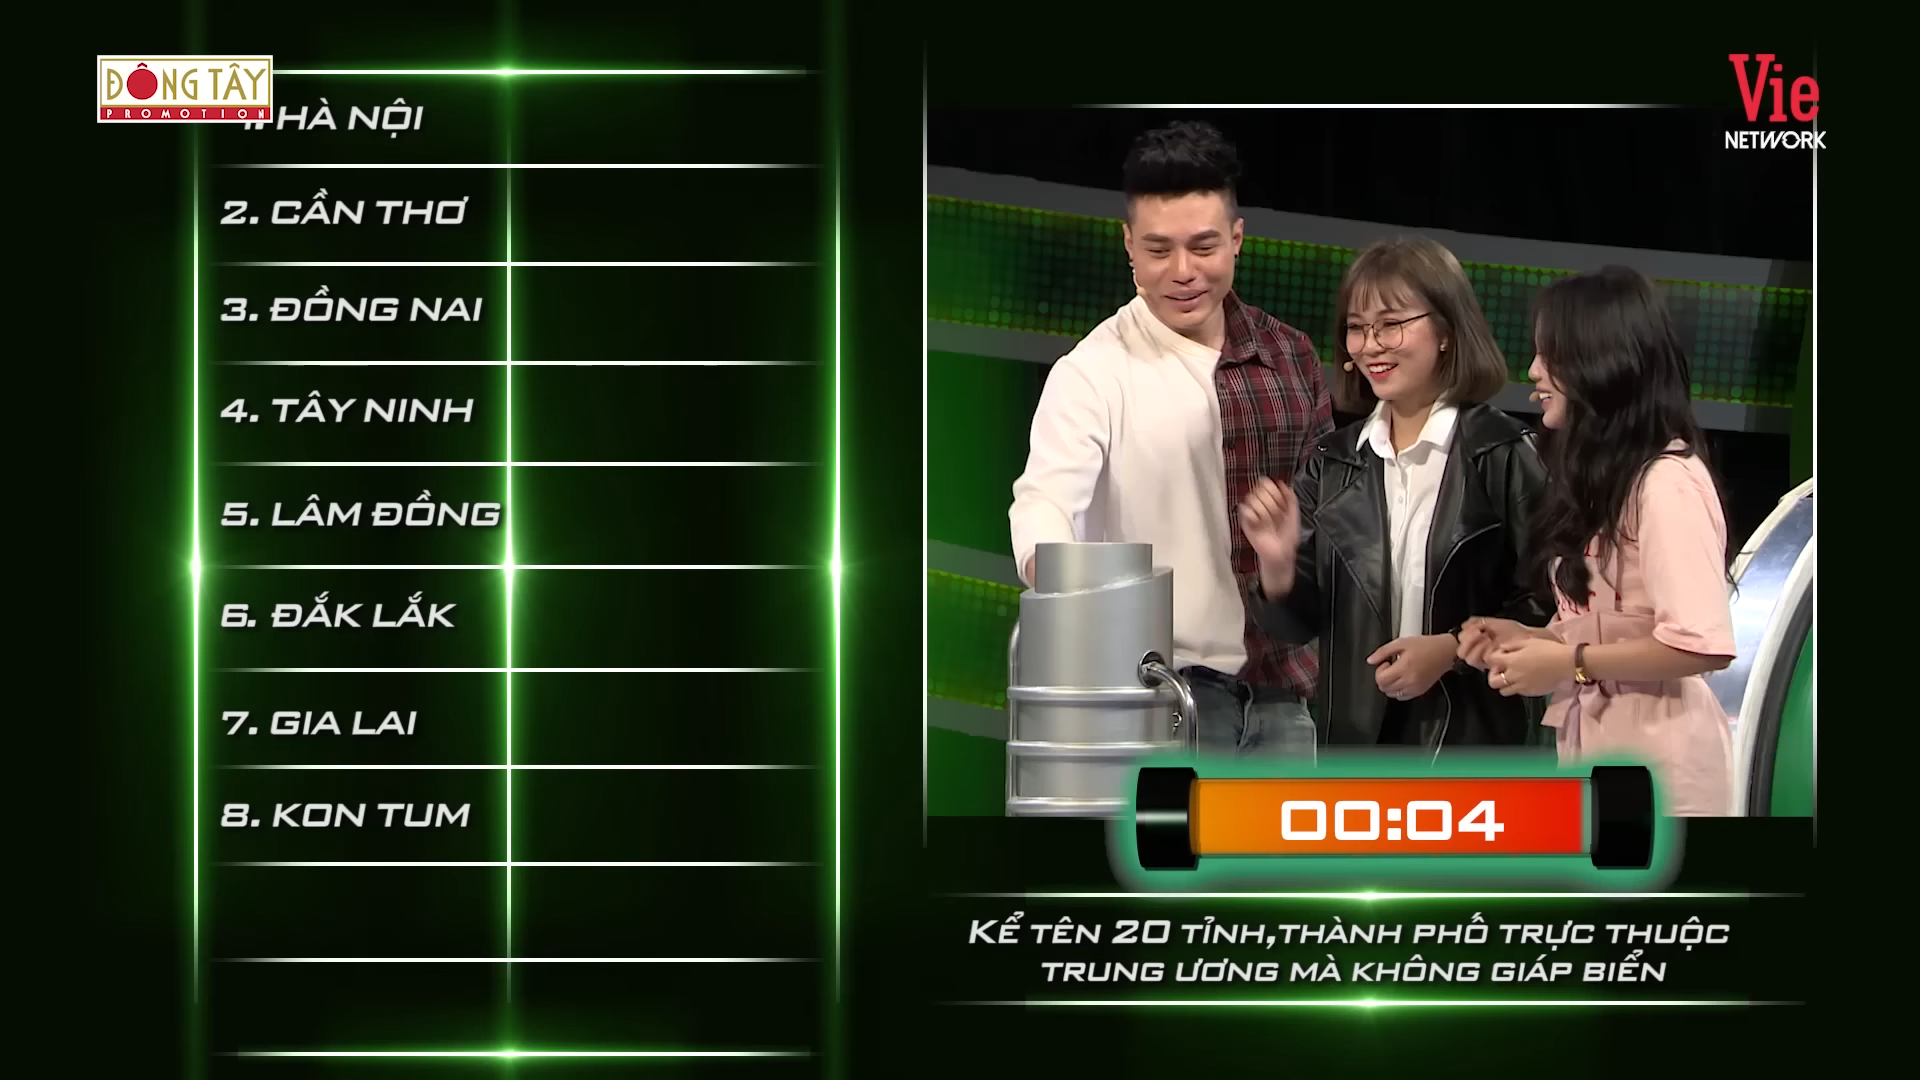 ĐÔNG TÂY
PROMOTION
1. HÀ NỘI
2. CẦN THƠ
3. ĐỒNG NAI
4. TÂY NINH
5. LÂM ĐỒNG
6. ĐẮK LẮK
7. GIA LAI
8. KON TUM
Vie
NETWORK
00:04
KỂ TÊN 20 TỈNH,THÀNH PHỐ TRỰC THUỘC
TRUNG ƯƠNG MÀ KHÔNG GIÁP BIỂN